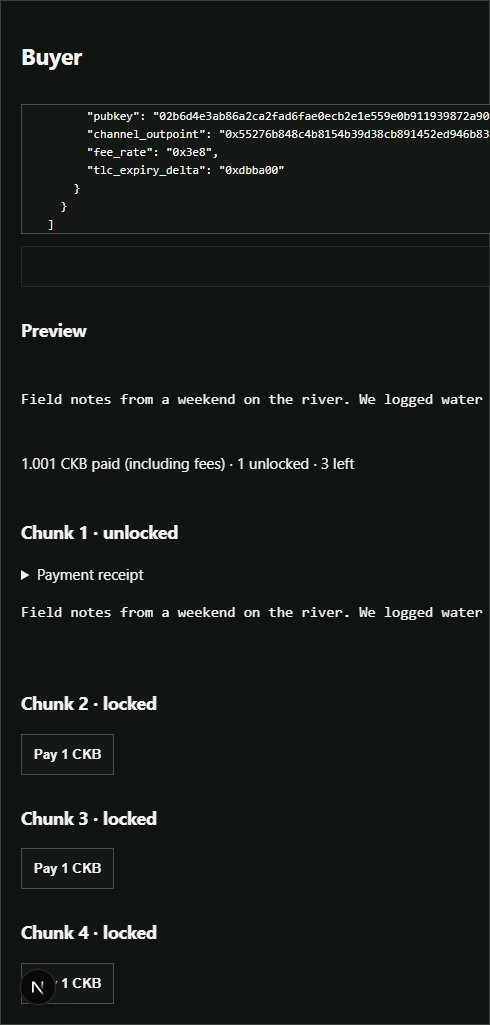 Buyer
"pubkey": "02b6d4e3ab86a2ca2fad6fae0ecb2e1e559e0b911939872a90
"channel_outpoint": "0x55276b848c4b8154b39d38cb891452ed946b83
"fee_rate": "0x3e8",
"tlc_expiry_delta": "0xdbba00"
}
}
]
Preview
Field notes from a weekend on the river. We logged water
1.001 CKB paid (including fees) · 1 unlocked · 3 left
Chunk 1 · unlocked
▶ Payment receipt
Field notes from a weekend on the river. We logged water
Chunk 2 · locked
Pay 1 CKB
Chunk 3 · locked
Pay 1 CKB
Chunk 4 · locked
N 1 CKB